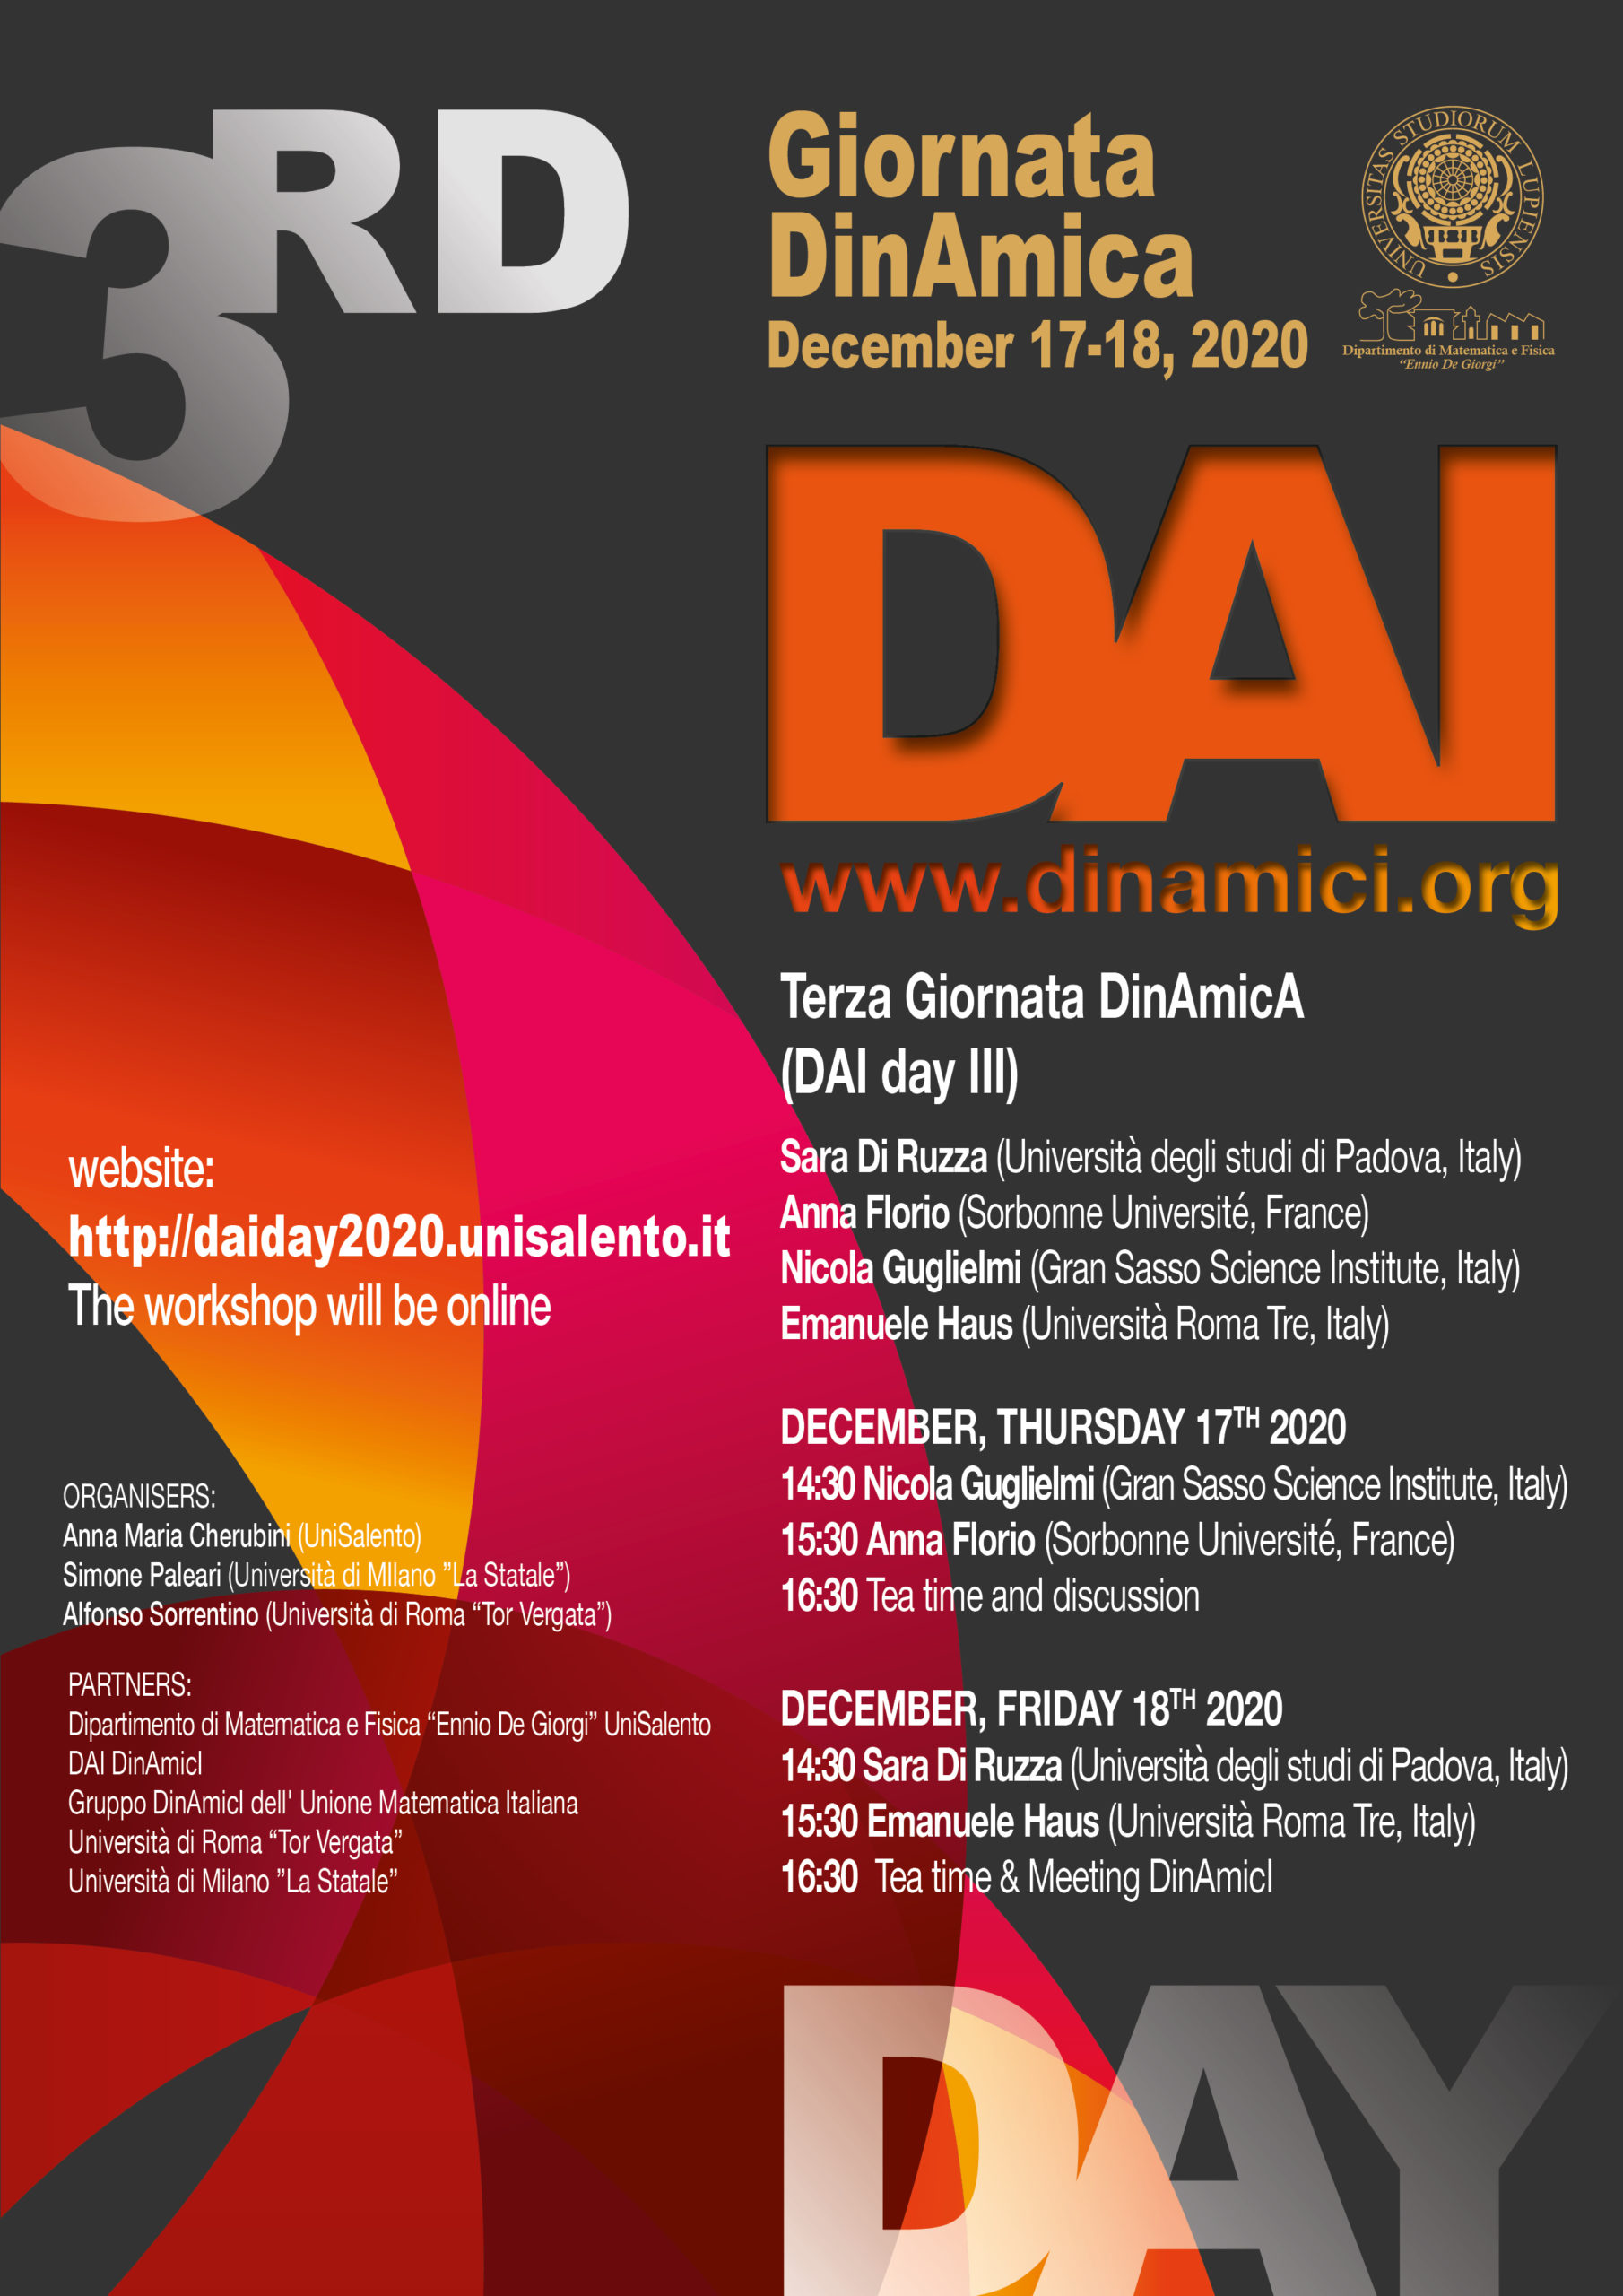 3RD
Giornata
DinAmica
December 17-18, 2020
UNIVERSITAS STUDIORUM LUPIENSIS
Dipartimento di Matematica e Fisica
“Ennio De Giorgi”
DAI
www.dinamici.org
Terza Giornata DinAmicA
(DAI day III)
Sara Di Ruzza (Università degli studi di Padova, Italy)
Anna Florio (Sorbonne Université, France)
Nicola Guglielmi (Gran Sasso Science Institute, Italy)
Emanuele Haus (Università Roma Tre, Italy)
DECEMBER, THURSDAY 17TH 2020
14:30 Nicola Guglielmi (Gran Sasso Science Institute, Italy)
15:30 Anna Florio (Sorbonne Université, France)
16:30 Tea time and discussion
DECEMBER, FRIDAY 18TH 2020
14:30 Sara Di Ruzza (Università degli studi di Padova, Italy)
15:30 Emanuele Haus (Università Roma Tre, Italy)
16:30 Tea time & Meeting DinAmicI
website:
http://daiday2020.unisalento.it
The workshop will be online
ORGANISERS:
Anna Maria Cherubini (UniSalento)
Simone Paleari (Università di MIlano ”La Statale”)
Alfonso Sorrentino (Università di Roma “Tor Vergata”)
PARTNERS:
Dipartimento di Matematica e Fisica “Ennio De Giorgi” UniSalento
DAI DinAmicI
Gruppo DinAmicI dell' Unione Matematica Italiana
Università di Roma “Tor Vergata”
Università di Milano ”La Statale”
DAY